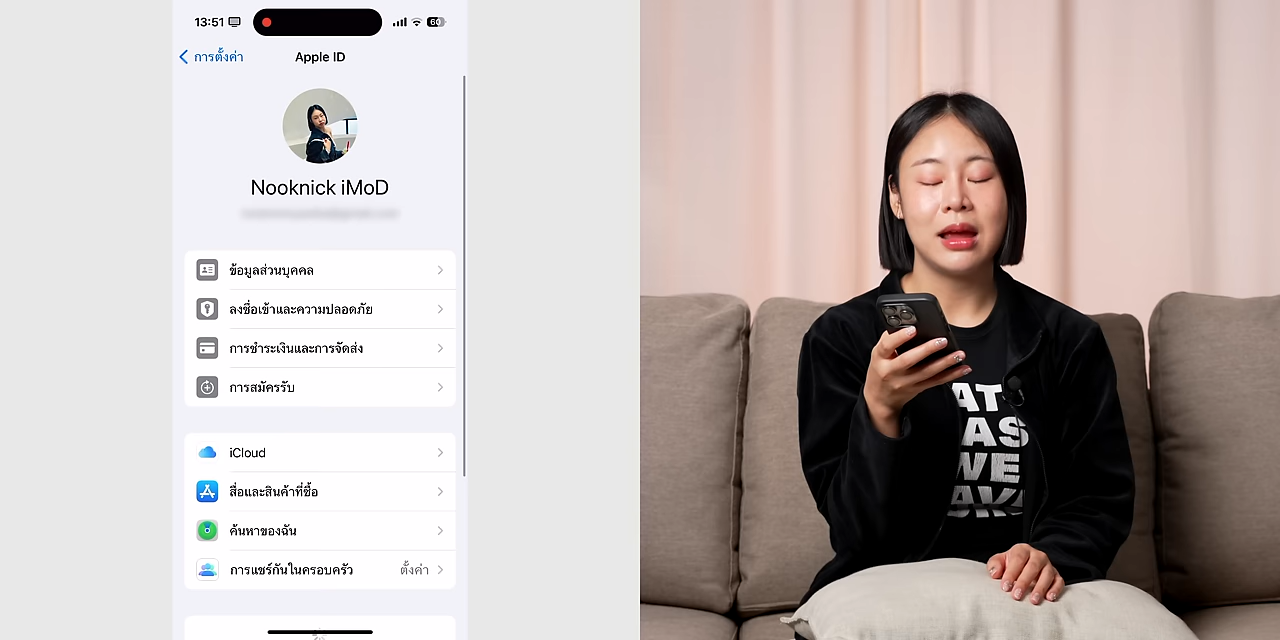 13:51
60
การตั้งค่า
Apple ID
Nooknick iMoD
ข้อมูลส่วนบุคคล
ลงชื่อเข้าและความปลอดภัย
การชำระเงินและการจัดส่ง
การสมัครรับ
iCloud
สื่อและสินค้าที่ซื้อ
ค้นหาของฉัน
การแชร์กันในครอบครัว ตั้งค่า
AT
AS
WE